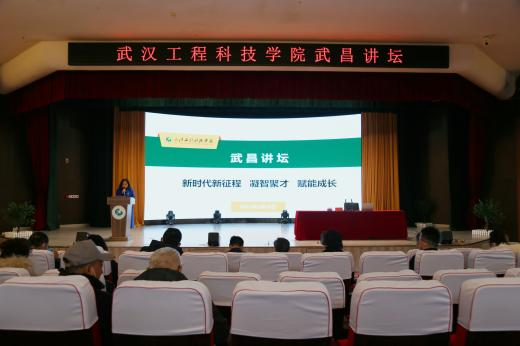 武汉工程科技学院武昌讲坛
武昌讲坛
新时代新征程 凝智聚才 赋能成长